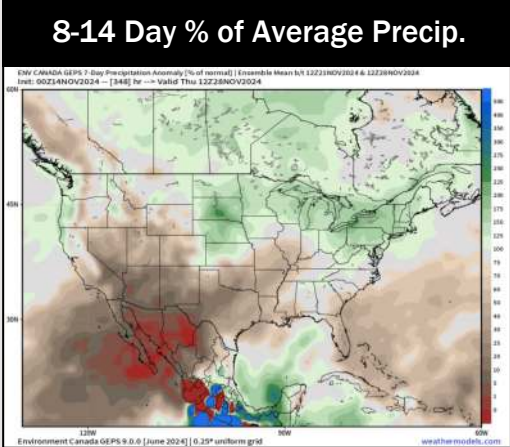 8-14 Day % of Average Precip.
ENV CANADA GEPS 7-Day Precipitation Anomaly [% of normal] | Ensemble Mean b/t 12Z21NOV2024 & 12Z28NOV2024
Init: 00Z14NOV2024 -- [348] hr --> Valid Thu 12Z28NOV2024
60N
45N
30N
120W
90W
60W
Environment Canada GEPS 9.0.0 [June 2024] | 0.25° uniform grid
weathermodels.com